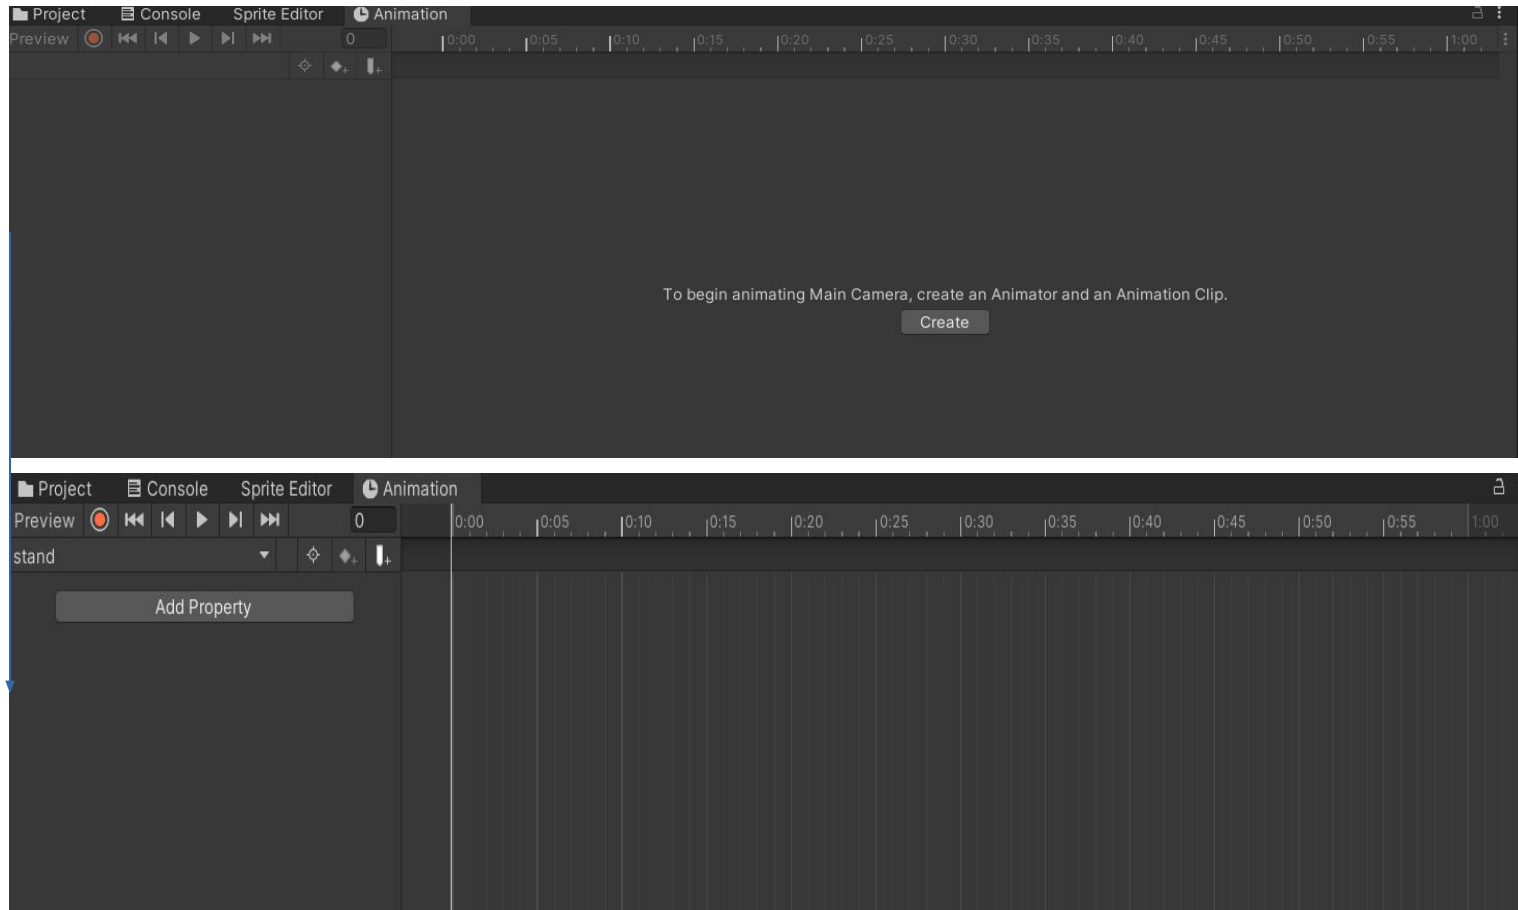 Project Console Sprite Editor Animation
Preview 0 0:00 0:05 0:10 0:15 0:20 0:25 0:30 0:35 0:40 0:45 0:50 0:55 1:00
To begin animating Main Camera, create an Animator and an Animation Clip.
Create
Project Console Sprite Editor Animation
Preview 0 0:00 0:05 0:10 0:15 0:20 0:25 0:30 0:35 0:40 0:45 0:50 0:55 1:00
stand
Add Property